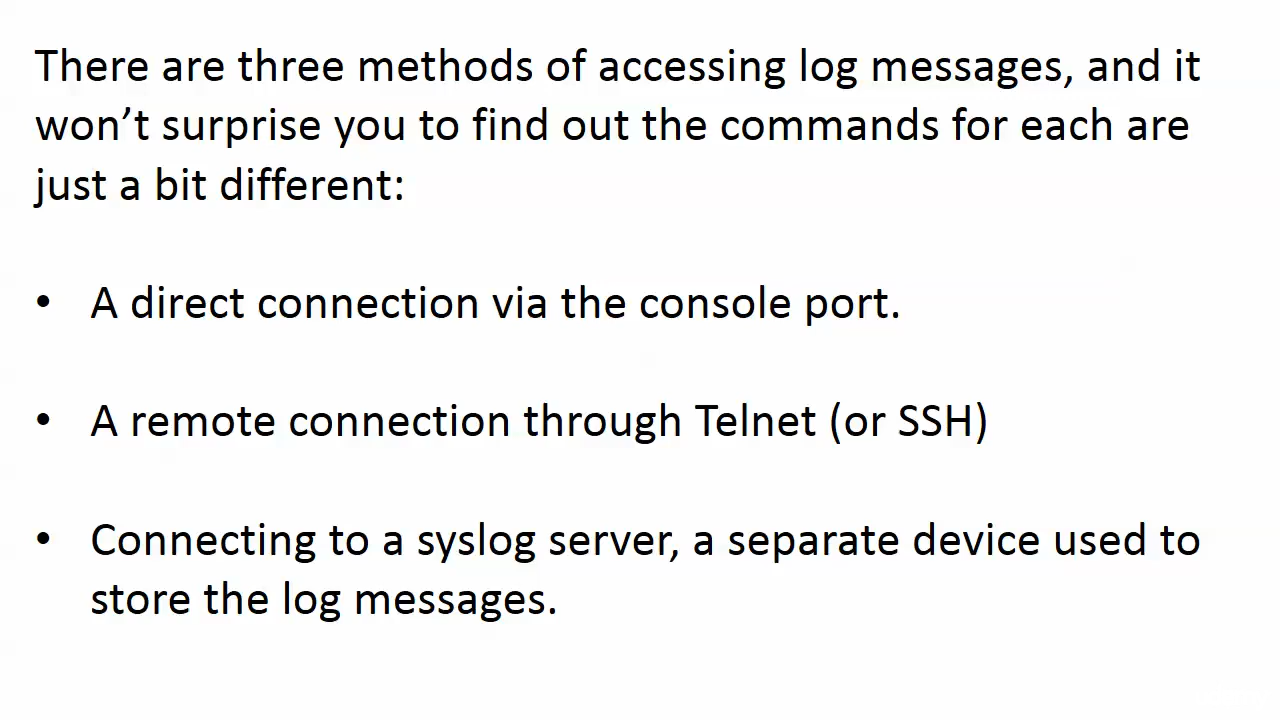 There are three methods of accessing log messages, and it
won’t surprise you to find out the commands for each are
just a bit different:
• A direct connection via the console port.
• A remote connection through Telnet (or SSH)
• Connecting to a syslog server, a separate device used to
store the log messages.